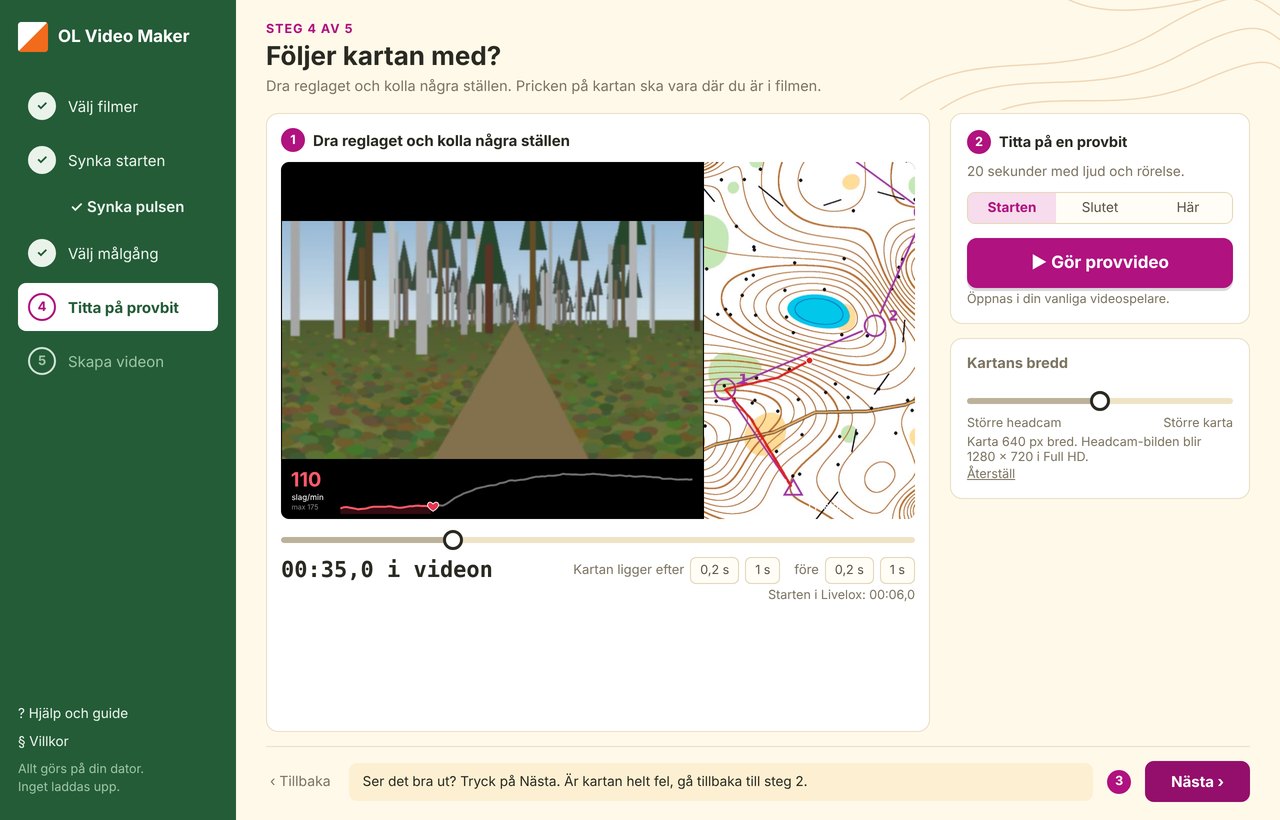 OL Video Maker
Välj filmer
Synka starten
✓ Synka pulsen
Välj målgång
4 Titta på provbit
5 Skapa videon
? Hjälp och guide
§ Villkor
Allt görs på din dator.
Inget laddas upp.
STEG 4 AV 5
Följer kartan med?
Dra reglaget och kolla några ställen. Pricken på kartan ska vara där du är i filmen.
1 Dra reglaget och kolla några ställen
1
2
110
slag/min
max 175
00:35,0 i videon
Kartan ligger efter 0,2 s 1 s före 0,2 s 1 s
Starten i Livelox: 00:06,0
2 Titta på en provbit
20 sekunder med ljud och rörelse.
Starten Slutet Här
▶ Gör provvideo
Öppnas i din vanliga videospelare.
Kartans bredd
Större headcam Större karta
Karta 640 px bred. Headcam-bilden blir
1280 × 720 i Full HD.
Återställ
‹ Tillbaka
Ser det bra ut? Tryck på Nästa. Är kartan helt fel, gå tillbaka till steg 2.
3 Nästa ›